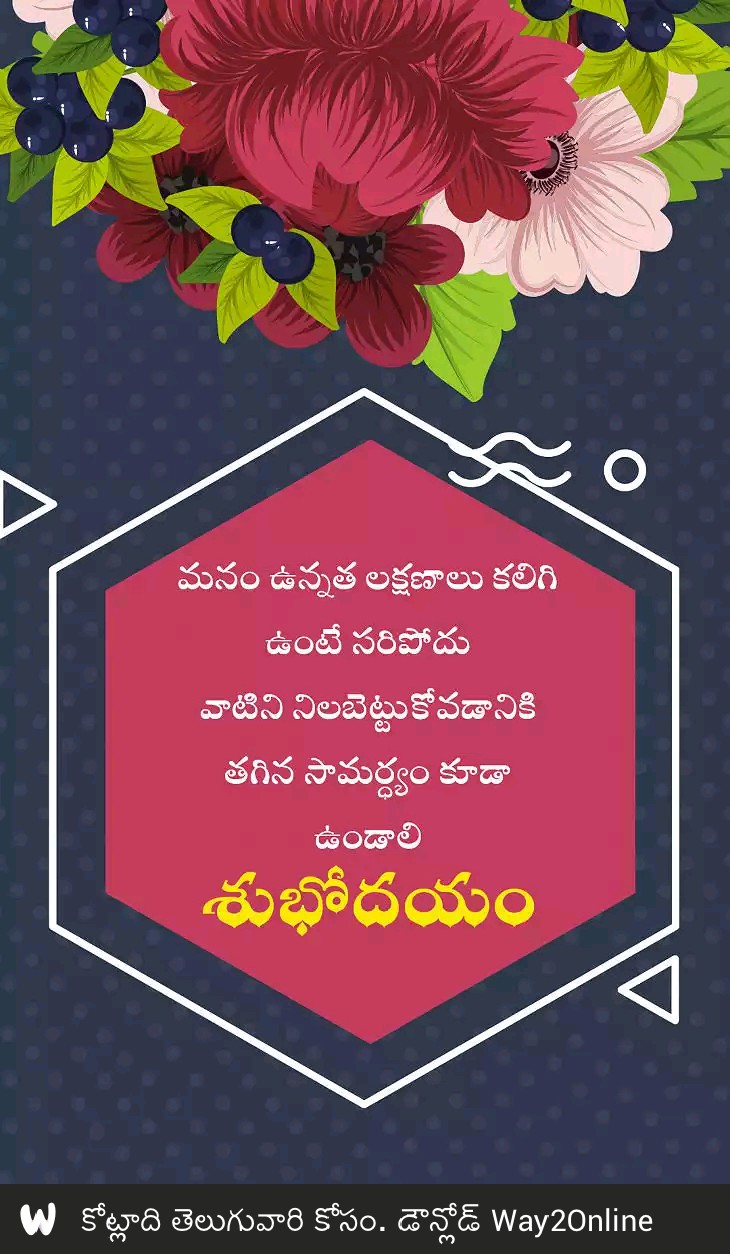 మనం ఉన్నత లక్షణాలు కలిగి
ఉంటే సరిపోదు
వాటిని నిలబెట్టుకోవడానికి
తగిన సామర్ధ్యం కూడా
ఉండాలి
శుభోదయం
కోట్లాది తెలుగువారి కోసం. డౌన్లోడ్ Way2Online